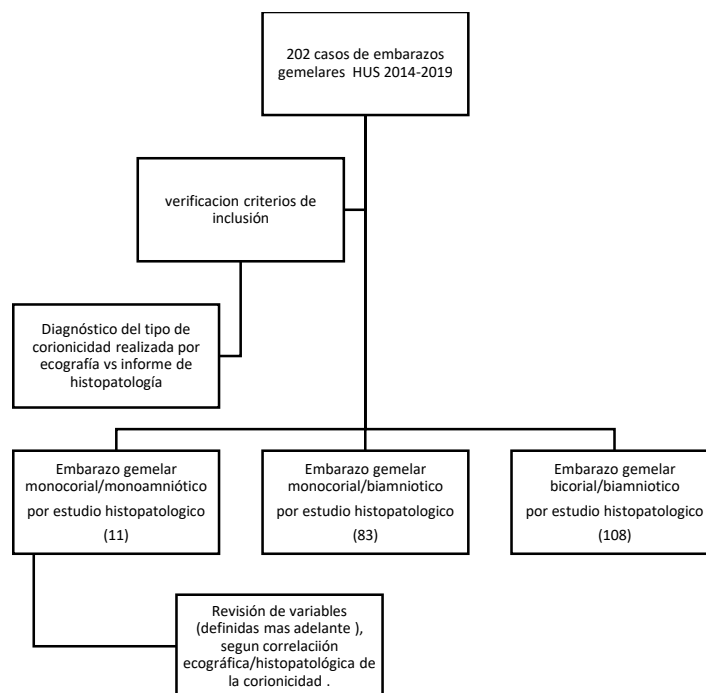 202 casos de embarazos
gemelares HUS 2014-2019
verificacion criterios de
inclusión
Diagnóstico del tipo de
corionicidad realizada por
ecografía vs informe de
histopatología
Embarazo gemelar
monocorial/monoamniótico
por estudio histopatologico
(11)
Embarazo gemelar
monocorial/biamniotico
por estudio histopatologico
(83)
Embarazo gemelar
bicorial/biamniotico
por estudio histopatologico
(108)
Revisión de variables
(definidas mas adelante ),
segun correlaciión
ecográfica/histopatológica de
la corionicidad .